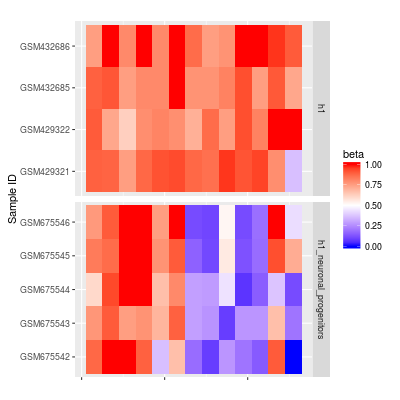 GSM432686
GSM432685
GSM429322
GSM429321
h1
GSM675546
GSM675545
GSM675544
GSM675543
GSM675542
h1_neuronal_progenitors
Sample ID
beta
1.00
0.75
0.50
0.25
0.00